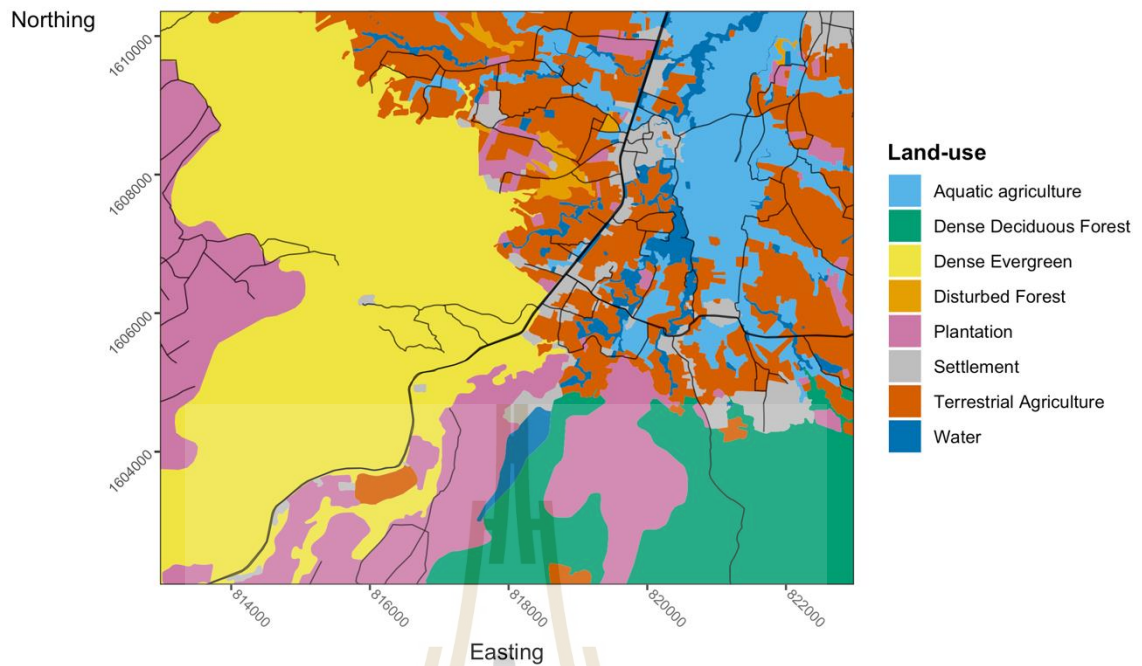 Northing
1610000
1608000
1606000
1604000
814000
816000
818000
820000
822000
Easting
Land-use
Aquatic agriculture
Dense Deciduous Forest
Dense Evergreen
Disturbed Forest
Plantation
Settlement
Terrestrial Agriculture
Water